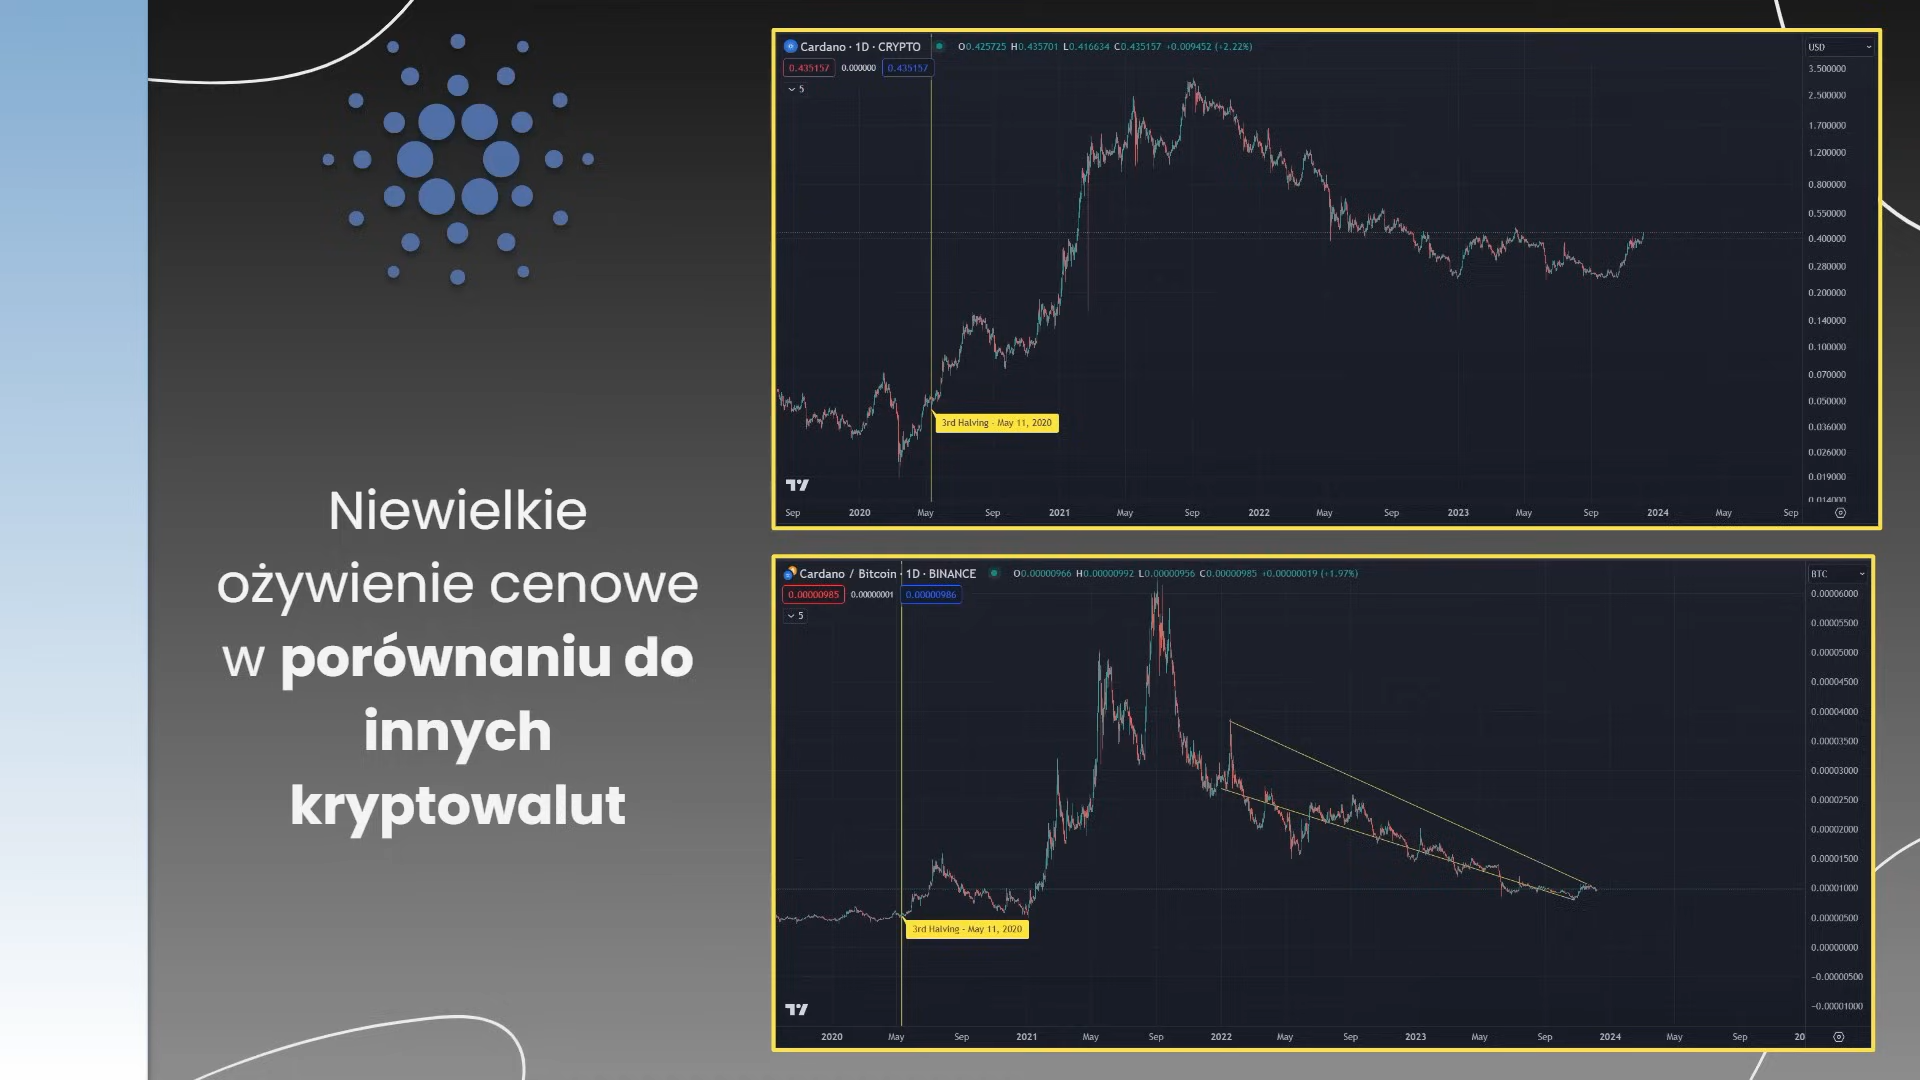 Niewielkie
ożywienie cenowe
w porównaniu do
innych
kryptowalut
Cardano · 1D · CRYPTO O0.425725 H0.435701 L0.416634 C0.435157 +0.009452 (+2.22%)
0.435157 0.000000 0.435157
5
USD
3.500000
2.500000
1.700000
1.200000
0.800000
0.550000
0.400000
0.280000
0.200000
0.140000
0.100000
0.070000
0.050000
0.036000
0.026000
0.019000
0.014000
3rd Halving - May 11, 2020
Sep 2020 May Sep 2021 May Sep 2022 May Sep 2023 May Sep 2024 May Sep
Cardano / Bitcoin · 1D · BINANCE O0.00000966 H0.00000992 L0.00000956 C0.00000985 +0.00000019 (+1.97%)
0.00000985 0.00000001 0.00000986
5
BTC
0.00006000
0.00005500
0.00005000
0.00004500
0.00004000
0.00003500
0.00003000
0.00002500
0.00002000
0.00001500
0.00001000
0.00000500
0.00000000
-0.00000500
-0.00001000
3rd Halving - May 11, 2020
2020 May Sep 2021 May Sep 2022 May Sep 2023 May Sep 2024 May Sep 20